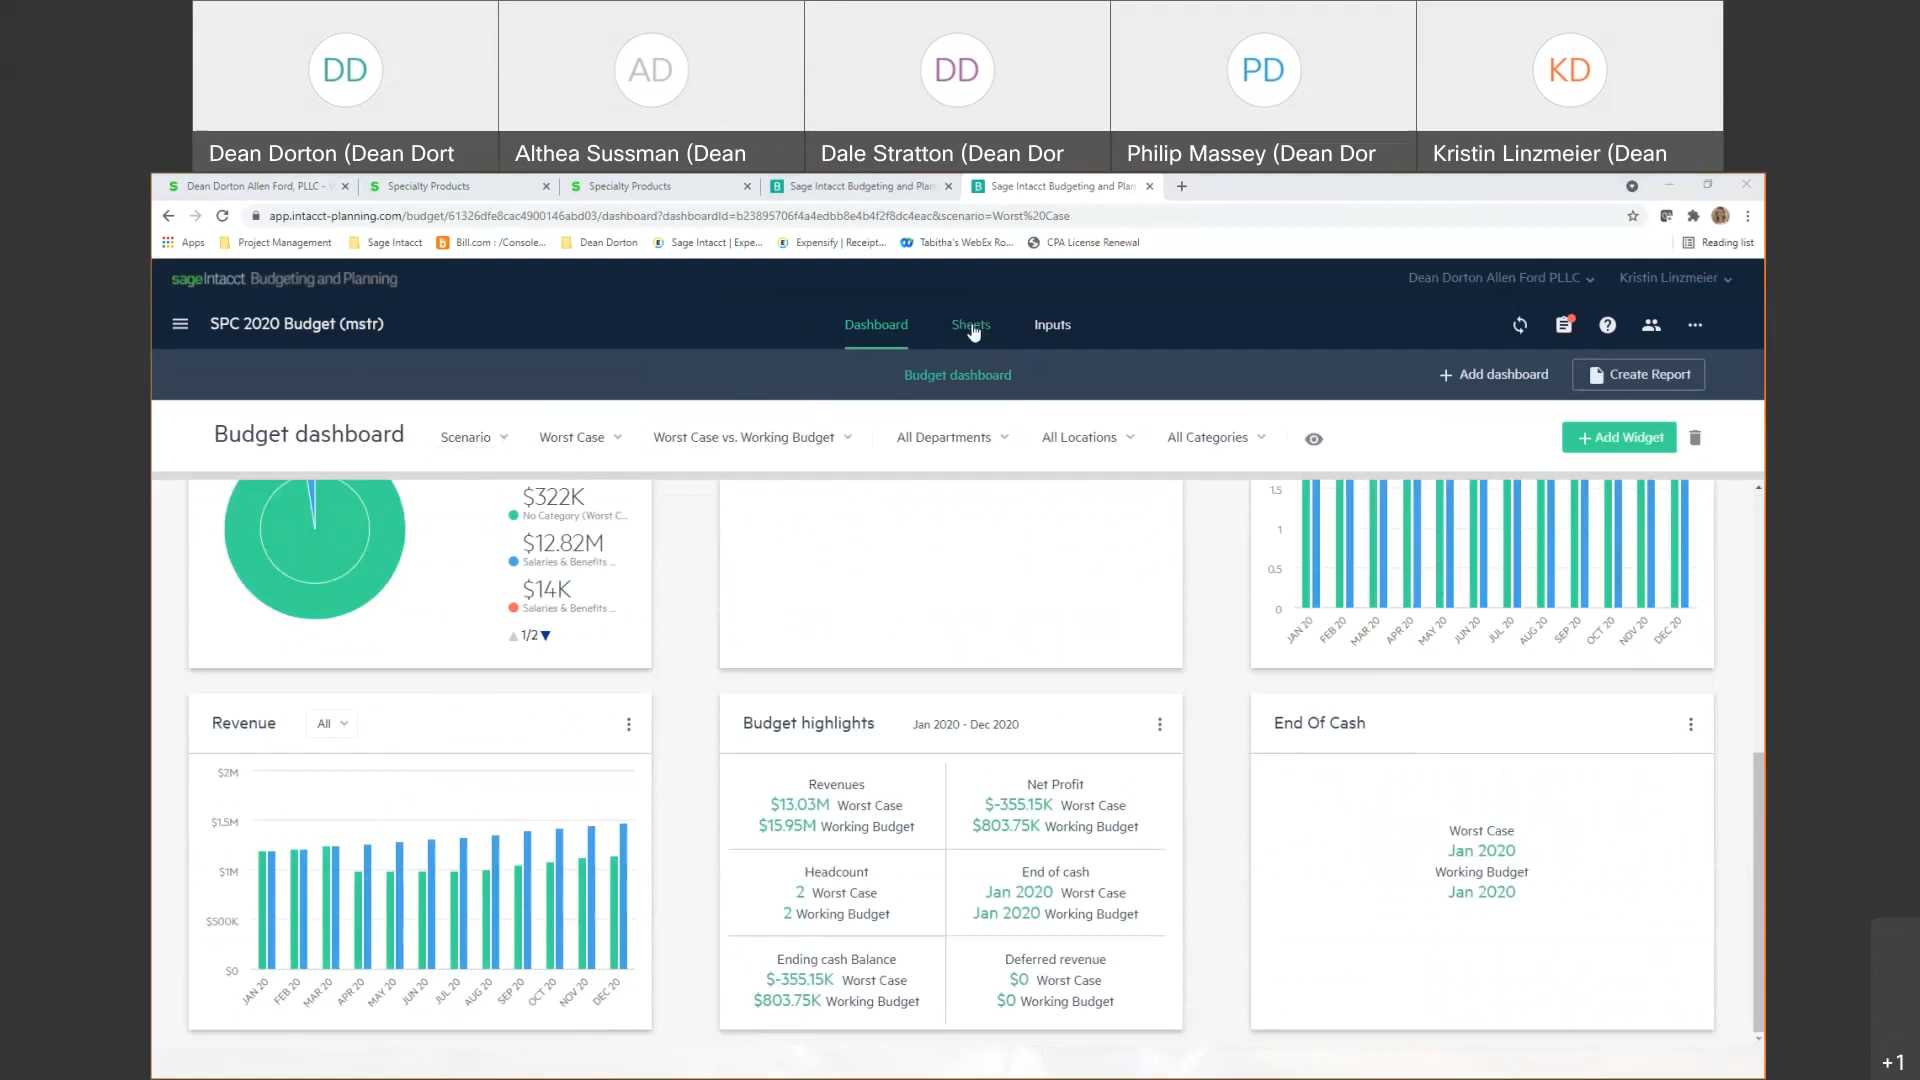 DD
AD
DD
PD
KD
Dean Dorton (Dean Dort
Althea Sussman (Dean
Dale Stratton (Dean Dor
Philip Massey (Dean Dor
Kristin Linzmeier (Dean
Dean Dorton Allen Ford, PLLC -
Specialty Products
Specialty Products
Sage Intacct Budgeting and Plan
Sage Intacct Budgeting and Plan
app.intacct-planning.com/budget/61326dfe8cac4900146abd03/dashboard?dashboardId=b23895706f4a4edbb8e4b4f2f8dc4eac&scenario=Worst%20Case
Apps
Project Management
Sage Intacct
Bill.com : /Console...
Dean Dorton
Sage Intacct | Expe...
Expensify | Receipt...
Tabitha's WebEx Ro...
CPA License Renewal
Reading list
sage Intacct Budgeting and Planning
Dean Dorton Allen Ford PLLC
Kristin Linzmeier
SPC 2020 Budget (mstr)
Dashboard
Sheets
Inputs
Budget dashboard
+ Add dashboard
Create Report
Budget dashboard
Scenario
Worst Case
Worst Case vs. Working Budget
All Departments
All Locations
All Categories
+ Add Widget
$322K
No Category (Worst C...
$12.82M
Salaries & Benefits ...
$14K
Salaries & Benefits ...
1/2
1.5
1
0.5
0
JAN 20
FEB 20
MAR 20
APR 20
MAY 20
JUN 20
JUL 20
AUG 20
SEP 20
OCT 20
NOV 20
DEC 20
Revenue
All
$2M
$1.5M
$1M
$500K
$0
JAN 20
FEB 20
MAR 20
APR 20
MAY 20
JUN 20
JUL 20
AUG 20
SEP 20
OCT 20
NOV 20
DEC 20
Budget highlights
Jan 2020 - Dec 2020
Revenues
$13.03M Worst Case
$15.95M Working Budget
Net Profit
$-355.15K Worst Case
$803.75K Working Budget
Headcount
2 Worst Case
2 Working Budget
End of cash
Jan 2020 Worst Case
Jan 2020 Working Budget
Ending cash Balance
$-355.15K Worst Case
$803.75K Working Budget
Deferred revenue
$0 Worst Case
$0 Working Budget
End Of Cash
Worst Case
Jan 2020
Working Budget
Jan 2020
+1